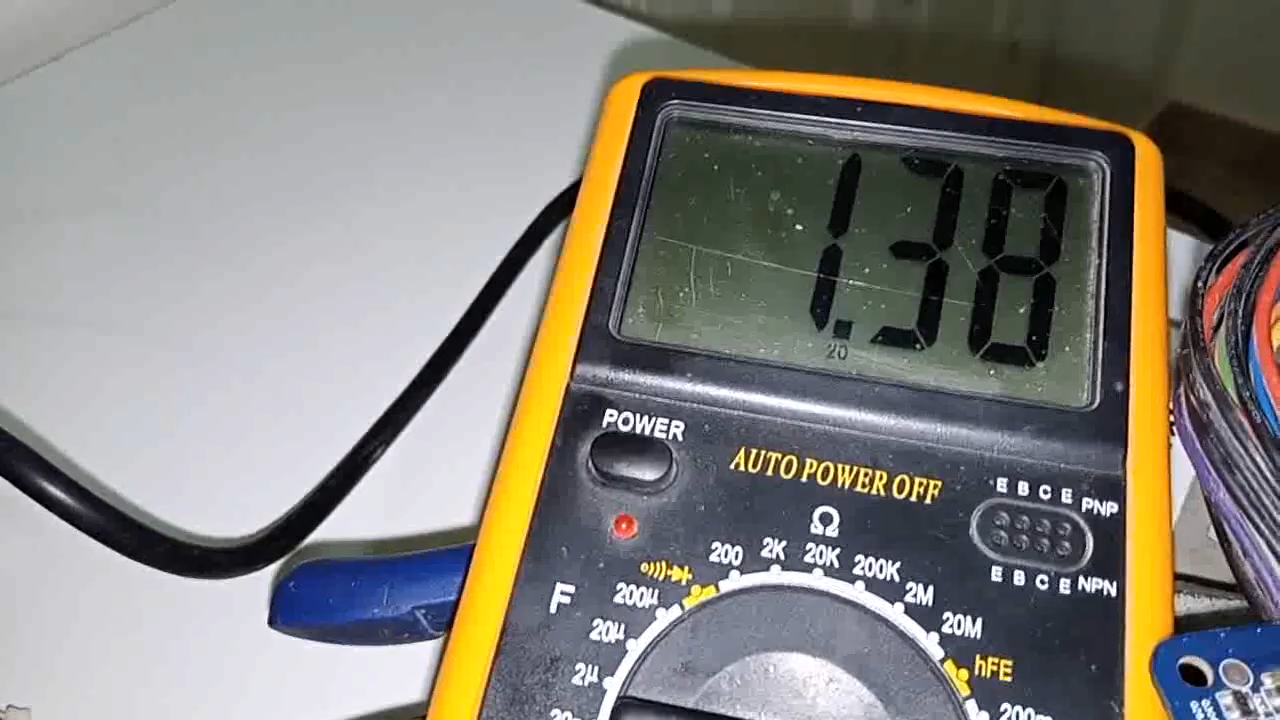 1.38
20
POWER
AUTO POWER OFF
E B C E PNP
E B C E NPN
Ω
200
2K
20K
200K
2M
20M
hFE
200m
F
200µ
20µ
2µ